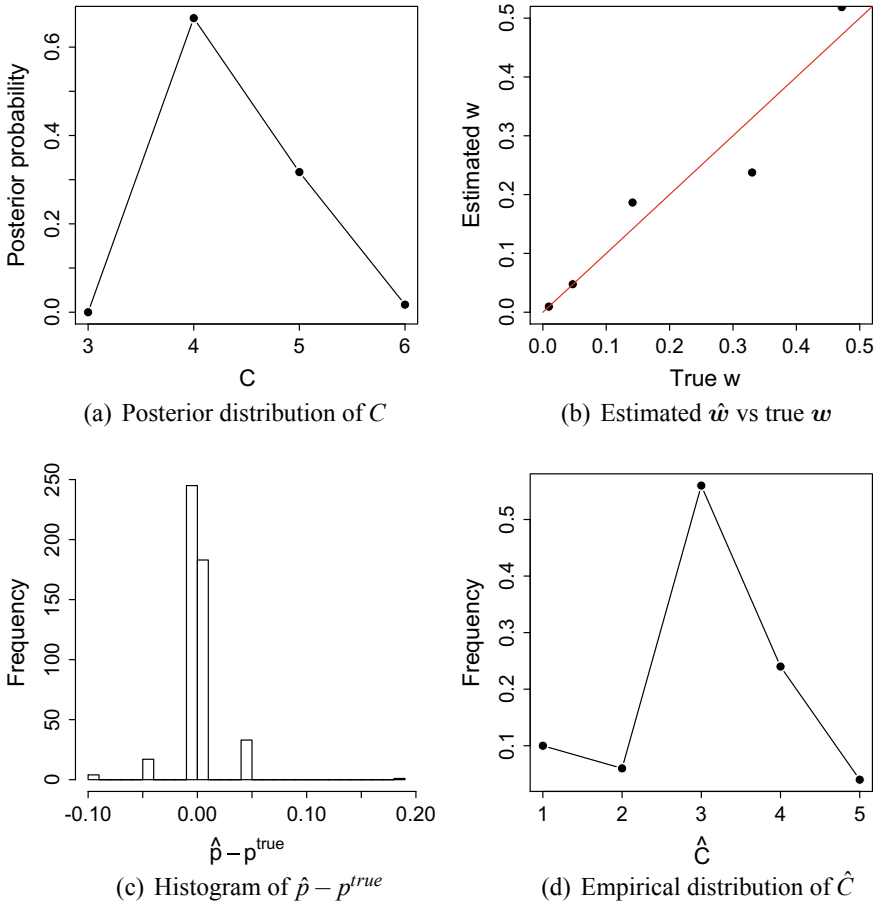 Posterior probability
0.0 0.2 0.4 0.6
3 4 5 6
C
(a) Posterior distribution of C
Estimated w
0.0 0.1 0.2 0.3 0.4 0.5
0.0 0.1 0.2 0.3 0.4 0.5
True w
(b) Estimated ŵ vs true w
Frequency
0 50 100 150 200 250
-0.10 0.00 0.10 0.20
p̂ − p^true
(c) Histogram of p̂ − p^true
Frequency
0.1 0.2 0.3 0.4 0.5
1 2 3 4 5
Ĉ
(d) Empirical distribution of Ĉ